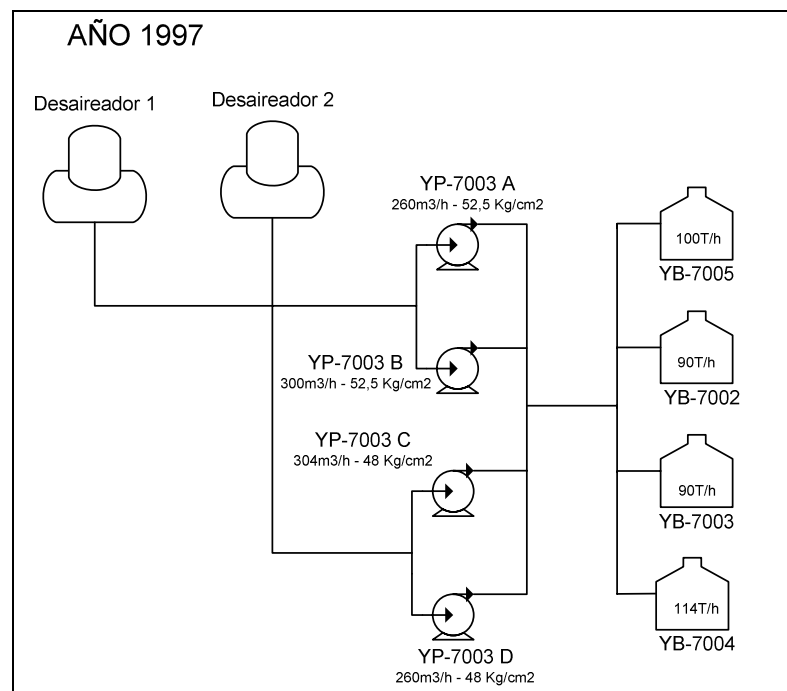 AÑO 1997
Desaireador 1
Desaireador 2
YP-7003 A
260m3/h - 52,5 Kg/cm2
YP-7003 B
300m3/h - 52,5 Kg/cm2
YP-7003 C
304m3/h - 48 Kg/cm2
YP-7003 D
260m3/h - 48 Kg/cm2
100T/h
YB-7005
90T/h
YB-7002
90T/h
YB-7003
114T/h
YB-7004